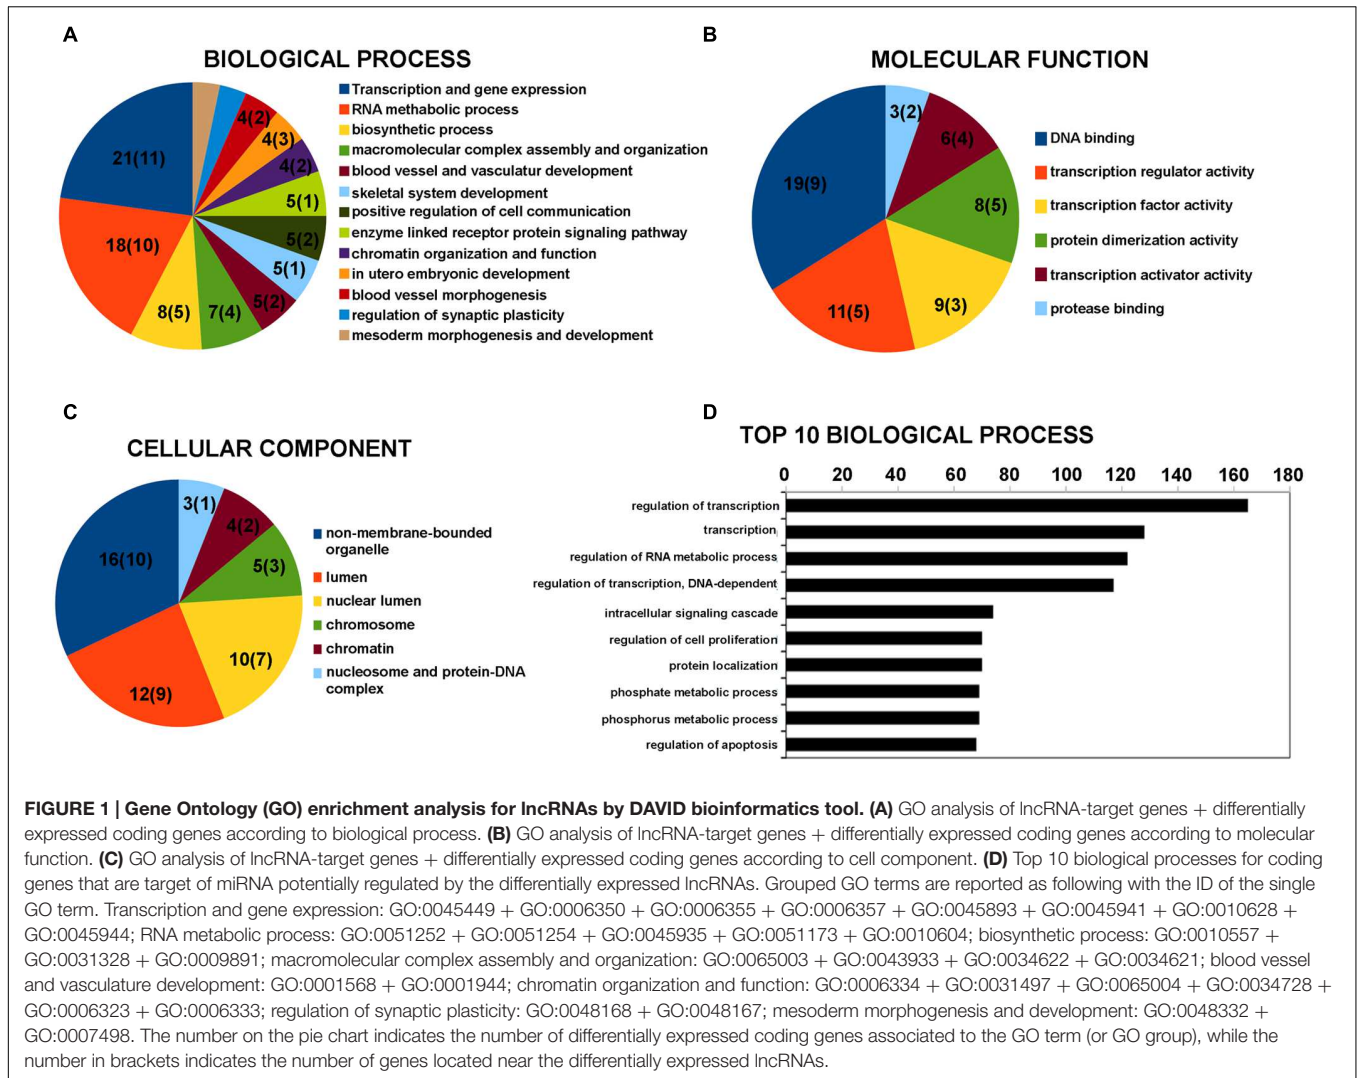 A
BIOLOGICAL PROCESS
21(11)
18(10)
8(5)
7(4)
5(2)
5(1)
5(2)
5(1)
4(2)
4(3)
4(2)
Transcription and gene expression
RNA methabolic process
biosynthetic process
macromolecular complex assembly and organization
blood vessel and vasculatur development
skeletal system development
positive regulation of cell communication
enzyme linked receptor protein signaling pathway
chromatin organization and function
in utero embryonic development
blood vessel morphogenesis
regulation of synaptic plasticity
mesoderm morphogenesis and development
B
MOLECULAR FUNCTION
3(2)
6(4)
8(5)
9(3)
11(5)
19(9)
DNA binding
transcription regulator activity
transcription factor activity
protein dimerization activity
transcription activator activity
protease binding
C
CELLULAR COMPONENT
3(1)
4(2)
5(3)
10(7)
12(9)
16(10)
non-membrane-bounded
organelle
lumen
nuclear lumen
chromosome
chromatin
nucleosome and protein-DNA
complex
D
TOP 10 BIOLOGICAL PROCESS
0 20 40 60 80 100 120 140 160 180
regulation of transcription
transcription
regulation of RNA metabolic process
regulation of transcription, DNA-dependent
intracellular signaling cascade
regulation of cell proliferation
protein localization
phosphate metabolic process
phosphorus metabolic process
regulation of apoptosis
FIGURE 1 | Gene Ontology (GO) enrichment analysis for lncRNAs by DAVID bioinformatics tool. (A) GO analysis of lncRNA-target genes + differentially
expressed coding genes according to biological process. (B) GO analysis of lncRNA-target genes + differentially expressed coding genes according to molecular
function. (C) GO analysis of lncRNA-target genes + differentially expressed coding genes according to cell component. (D) Top 10 biological processes for coding
genes that are target of miRNA potentially regulated by the differentially expressed lncRNAs. Grouped GO terms are reported as following with the ID of the single
GO term. Transcription and gene expression: GO:0045449 + GO:0006350 + GO:0006355 + GO:0006357 + GO:0045893 + GO:0045941 + GO:0010628 +
GO:0045944; RNA metabolic process: GO:0051252 + GO:0051254 + GO:0045935 + GO:0051173 + GO:0010604; biosynthetic process: GO:0010557 +
GO:0031328 + GO:0009891; macromolecular complex assembly and organization: GO:0065003 + GO:0043933 + GO:0034622 + GO:0034621; blood vessel
and vasculature development: GO:0001568 + GO:0001944; chromatin organization and function: GO:0006334 + GO:0031497 + GO:0065004 + GO:0034728 +
GO:0006323 + GO:0006333; regulation of synaptic plasticity: GO:0048168 + GO:0048167; mesoderm morphogenesis and development: GO:0048332 +
GO:0007498. The number on the pie chart indicates the number of differentially expressed coding genes associated to the GO term (or GO group), while the
number in brackets indicates the number of genes located near the differentially expressed lncRNAs.